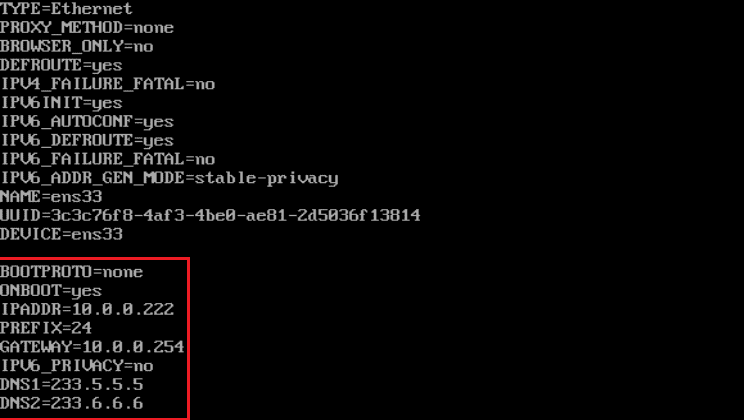 TYPE=Ethernet
PROXY_METHOD=none
BROWSER_ONLY=no
DEFROUTE=yes
IPV4_FAILURE_FATAL=no
IPV6INIT=yes
IPV6_AUTOCONF=yes
IPV6_DEFROUTE=yes
IPV6_FAILURE_FATAL=no
IPV6_ADDR_GEN_MODE=stable-privacy
NAME=ens33
UUID=3c3c76f8-4af3-4be0-ae81-2d5036f13814
DEVICE=ens33
BOOTPROTO=none
ONBOOT=yes
IPADDR=10.0.0.222
PREFIX=24
GATEWAY=10.0.0.254
IPV6_PRIVACY=no
DNS1=233.5.5.5
DNS2=233.6.6.6